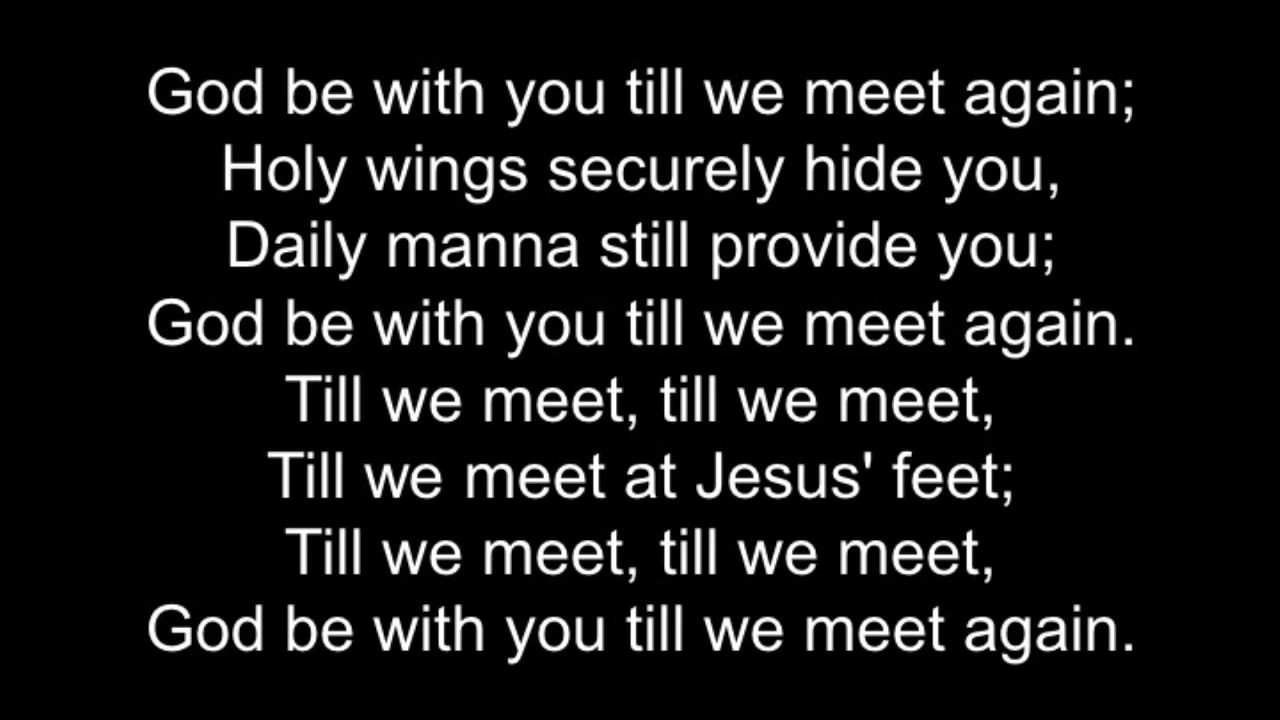 God be with you till we meet again;
Holy wings securely hide you,
Daily manna still provide you;
God be with you till we meet again.
Till we meet, till we meet,
Till we meet at Jesus' feet;
Till we meet, till we meet,
God be with you till we meet again.